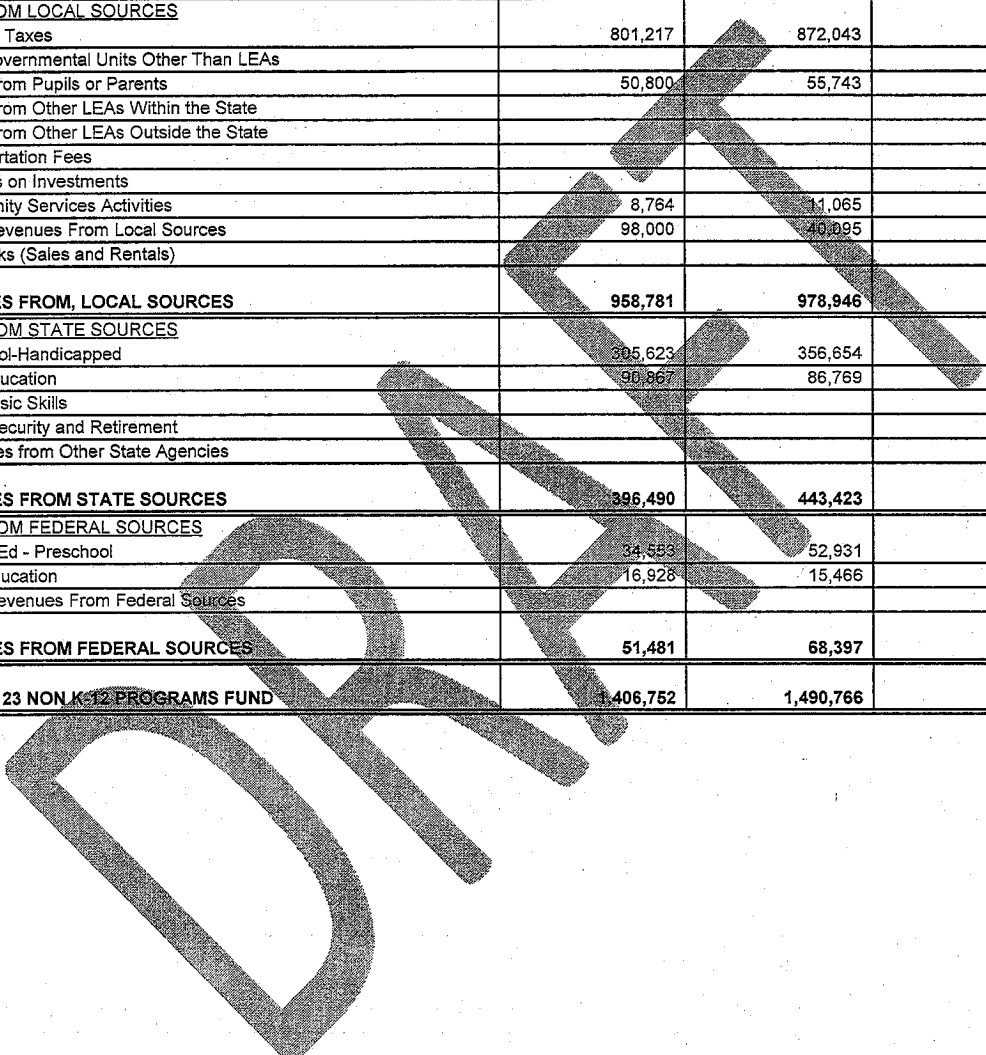 OM LOCAL SOURCES
Taxes 801,217 872,043
overnmental Units Other Than LEAs
rom Pupils or Parents 50,800 55,743
rom Other LEAs Within the State
rom Other LEAs Outside the State
rtation Fees
s on Investments
nity Services Activities 8,764 11,065
evenues From Local Sources 98,000 40,095
ks (Sales and Rentals)
ES FROM, LOCAL SOURCES 958,781 978,946
OM STATE SOURCES
ol-Handicapped 305,623 356,654
ucation 90,867 86,769
sic Skills
ecurity and Retirement
es from Other State Agencies
ES FROM STATE SOURCES 396,490 443,423
OM FEDERAL SOURCES
Ed - Preschool 34,553 52,931
ucation 16,928 15,466
evenues From Federal Sources
ES FROM FEDERAL SOURCES 51,481 68,397
23 NON K-12 PROGRAMS FUND 1,406,752 1,490,766
DRAFT